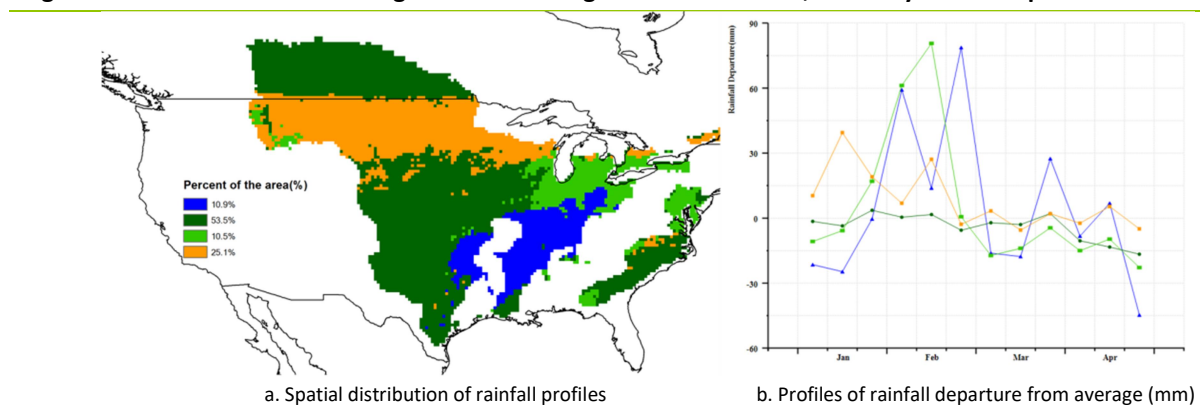 Percent of the area(%)
10.9%
53.5%
10.5%
25.1%
a. Spatial distribution of rainfall profiles
Rainfall Departure(mm)
90
60
30
0
-30
-60
Jan
Feb
Mar
Apr
b. Profiles of rainfall departure from average (mm)